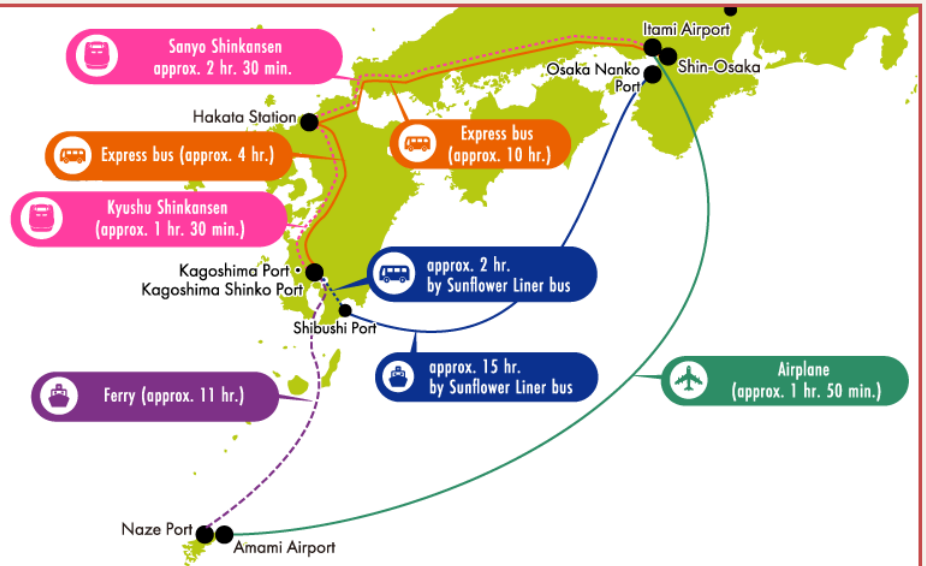 Itami Airport
Sanyo Shinkansen
approx. 2 hr. 30 min.
Shin-Osaka
Osaka Nanko
Port
Hakata Station
Express bus
(approx. 10 hr.)
Express bus (approx. 4 hr.)
Kyushu Shinkansen
(approx. 1 hr. 30 min.)
Kagoshima Port •
Kagoshima Shinko Port
approx. 2 hr.
by Sunflower Liner bus
Shibushi Port
approx. 15 hr.
by Sunflower Liner bus
Airplane
(approx. 1 hr. 50 min.)
Ferry (approx. 11 hr.)
Naze Port
Amami Airport